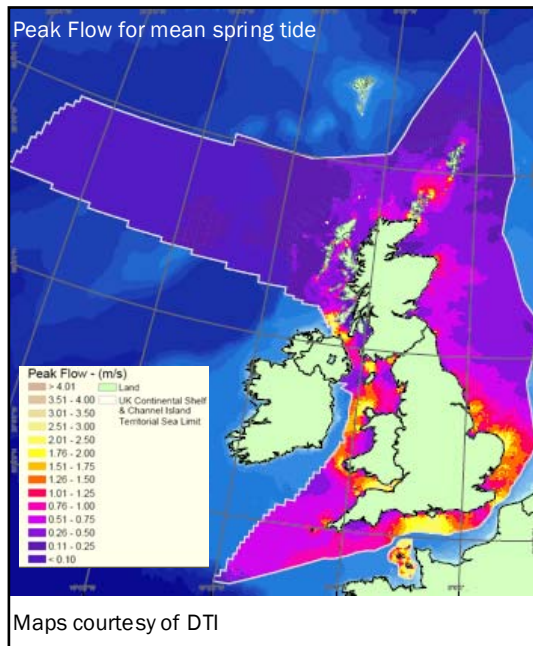 Peak Flow for mean spring tide
Peak Flow - (m/s)
> 4.01
3.51 - 4.00
3.01 - 3.50
2.51 - 3.00
2.01 - 2.50
1.76 - 2.00
1.51 - 1.75
1.26 - 1.50
1.01 - 1.25
0.76 - 1.00
0.51 - 0.75
0.26 - 0.50
0.11 - 0.25
< 0.10
Land
UK Continental Shelf
& Channel Island
Territorial Sea Limit
Maps courtesy of DTI